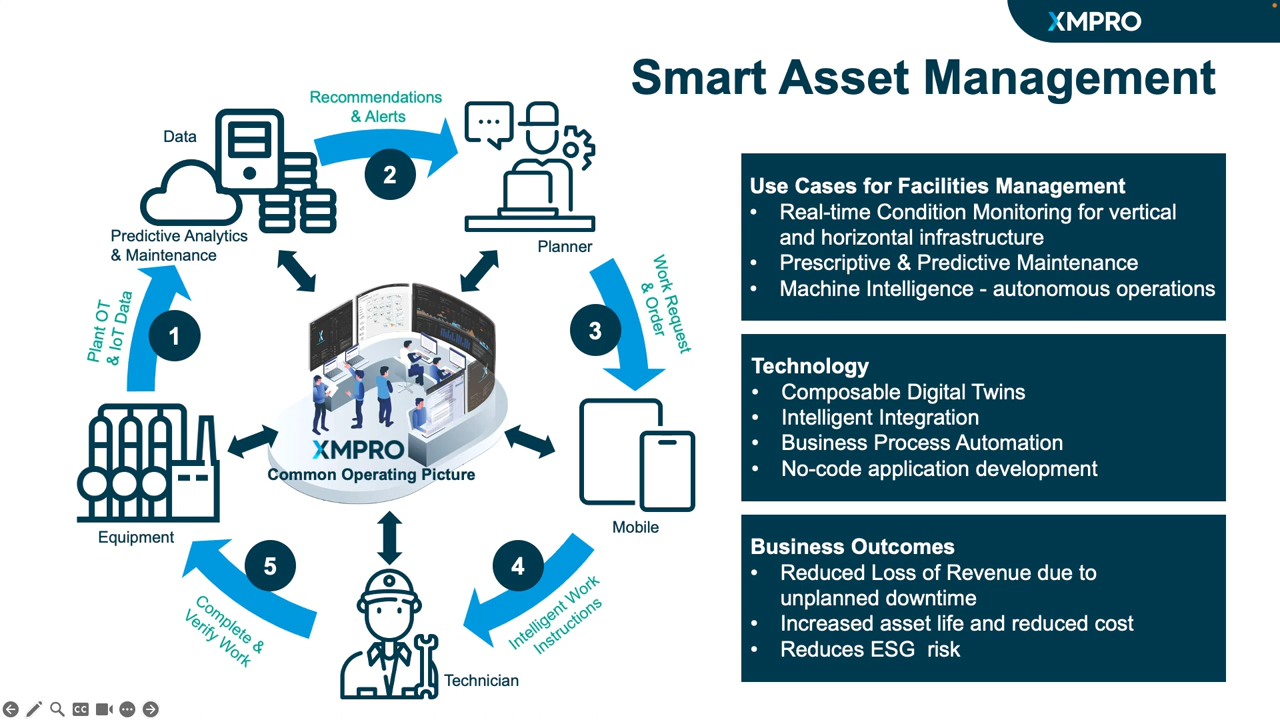 XMPRO
Smart Asset Management
Recommendations
& Alerts
Data
2
Predictive Analytics
& Maintenance
Planner
Plant OT
& IoT Data
1
Work Request
& Order
3
XMPRO
Common Operating Picture
Equipment
Mobile
5
Complete &
Verify Work
4
Intelligent Work
Instructions
Technician
Use Cases for Facilities Management
• Real-time Condition Monitoring for vertical
and horizontal infrastructure
• Prescriptive & Predictive Maintenance
• Machine Intelligence - autonomous operations
Technology
• Composable Digital Twins
• Intelligent Integration
• Business Process Automation
• No-code application development
Business Outcomes
• Reduced Loss of Revenue due to
unplanned downtime
• Increased asset life and reduced cost
• Reduces ESG risk
CC